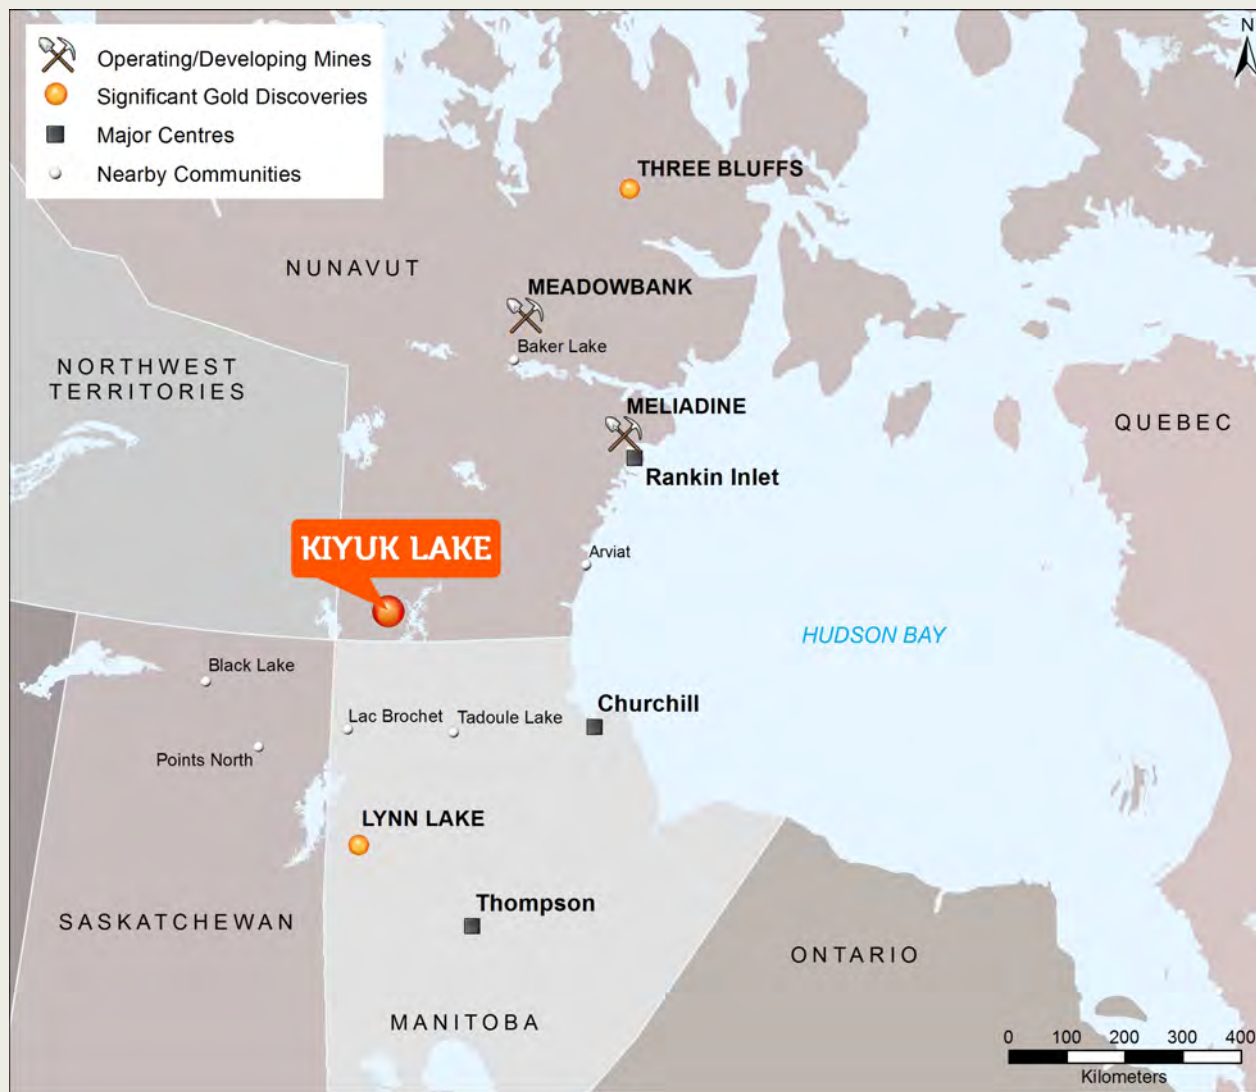 Operating/Developing Mines
Significant Gold Discoveries
Major Centres
Nearby Communities
N
THREE BLUFFS
NUNAVUT
MEADOWBANK
Baker Lake
NORTHWEST
TERRITORIES
MELIADINE
QUEBEC
Rankin Inlet
KIYUK LAKE
Arviat
HUDSON BAY
Black Lake
Churchill
Lac Brochet
Tadoule Lake
Points North
LYNN LAKE
Thompson
SASKATCHEWAN
ONTARIO
MANITOBA
0 100 200 300 400
Kilometers